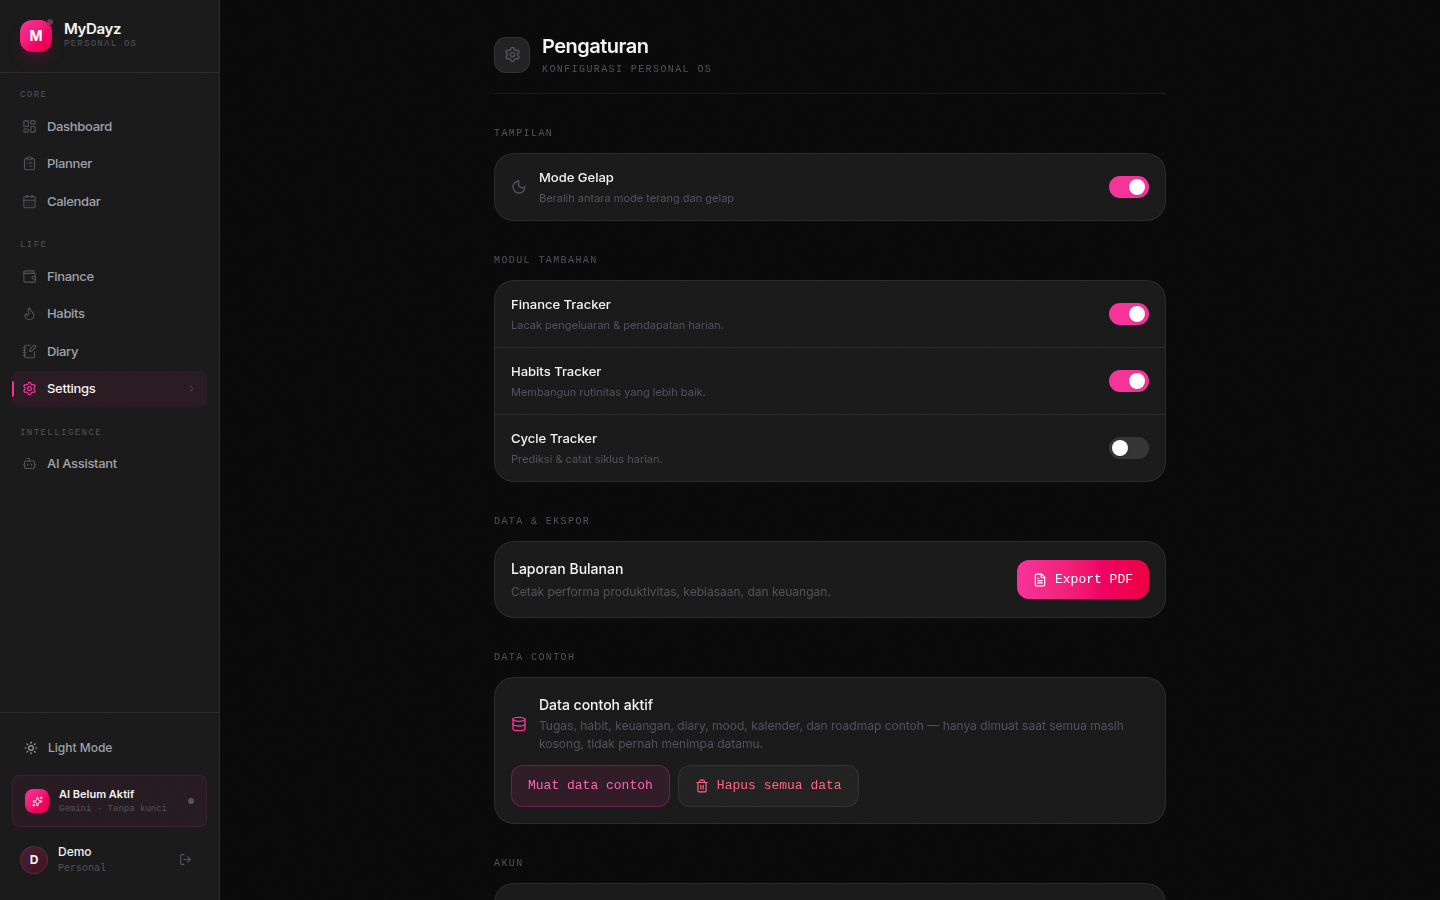 M
MyDayz
PERSONAL OS
CORE
Dashboard
Planner
Calendar
LIFE
Finance
Habits
Diary
Settings
INTELLIGENCE
AI Assistant
Light Mode
AI Belum Aktif
Gemini · Tanpa kunci
D
Demo
Personal
Pengaturan
KONFIGURASI PERSONAL OS
TAMPILAN
Mode Gelap
Beralih antara mode terang dan gelap
MODUL TAMBAHAN
Finance Tracker
Lacak pengeluaran & pendapatan harian.
Habits Tracker
Membangun rutinitas yang lebih baik.
Cycle Tracker
Prediksi & catat siklus harian.
DATA & EKSPOR
Laporan Bulanan
Cetak performa produktivitas, kebiasaan, dan keuangan.
Export PDF
DATA CONTOH
Data contoh aktif
Tugas, habit, keuangan, diary, mood, kalender, dan roadmap contoh — hanya dimuat saat semua masih
kosong, tidak pernah menimpa datamu.
Muat data contoh
Hapus semua data
AKUN